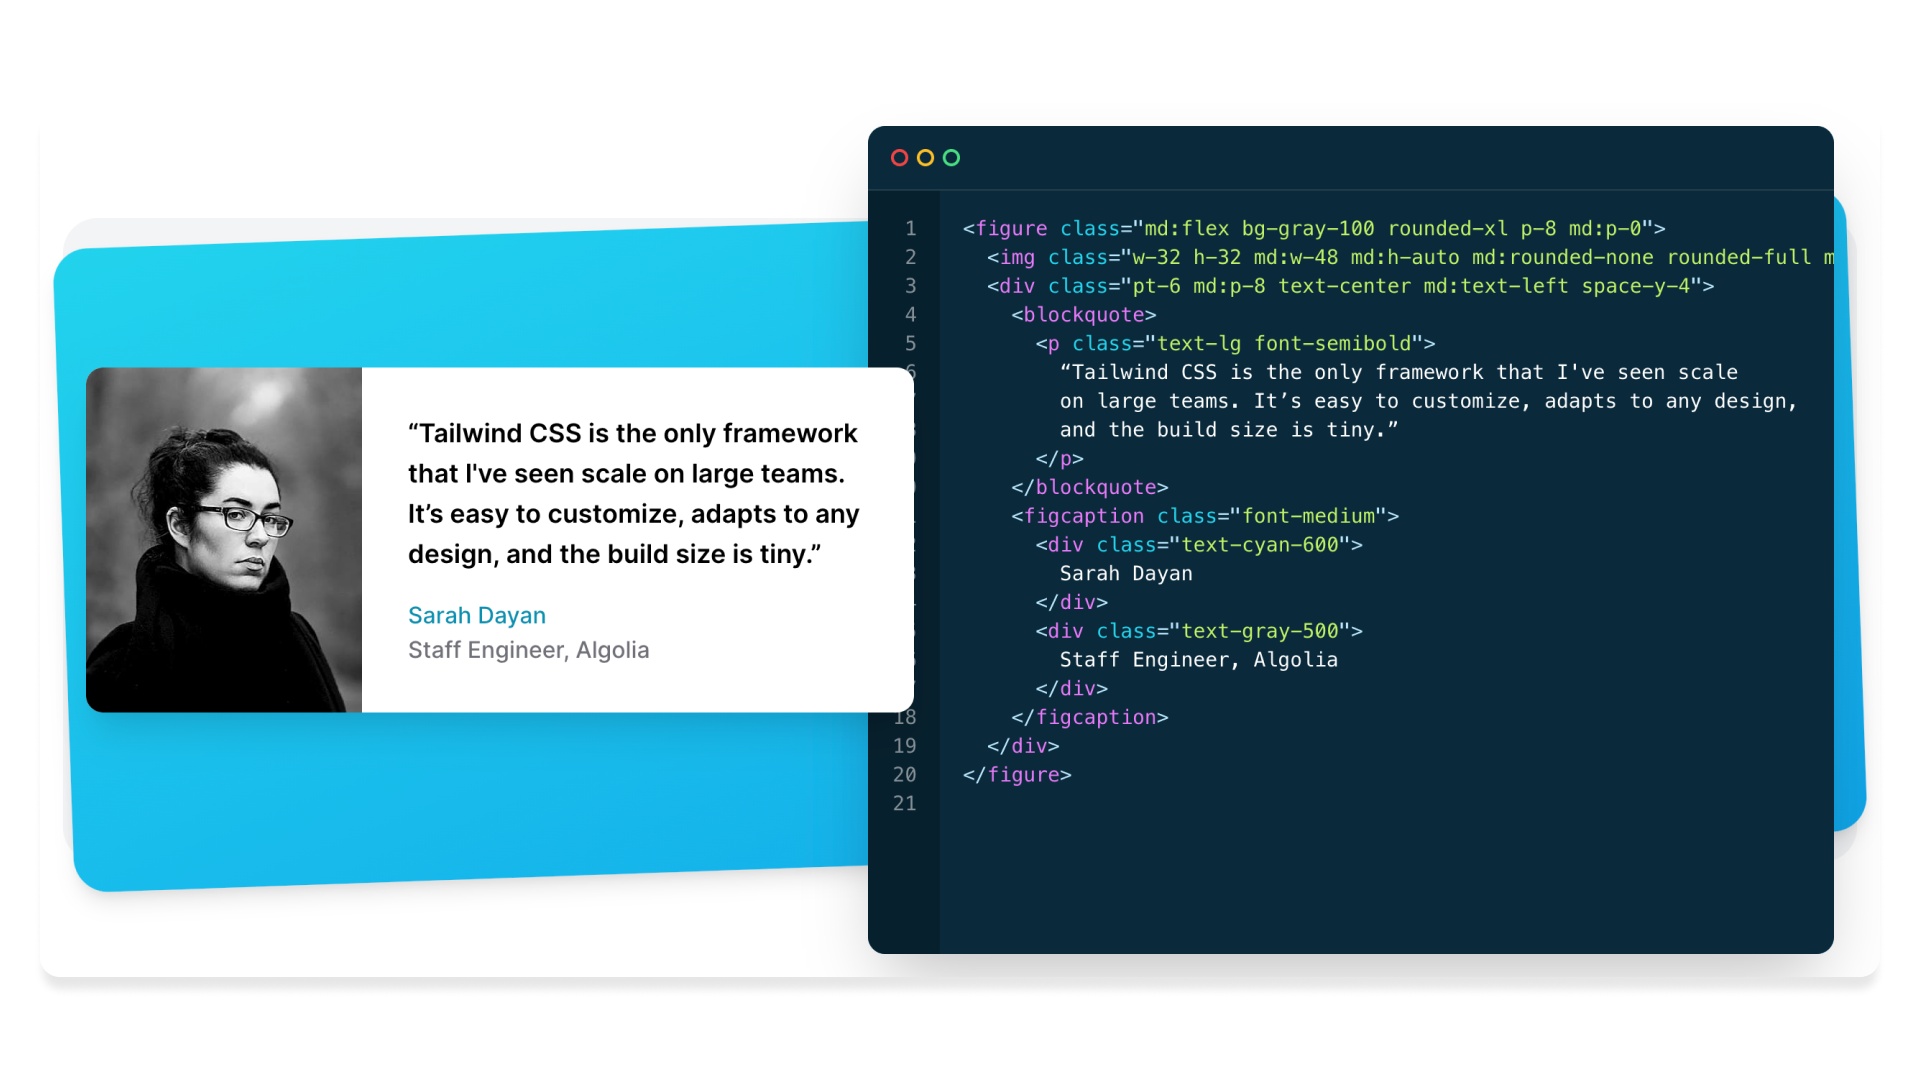 “Tailwind CSS is the only framework
that I've seen scale on large teams.
It’s easy to customize, adapts to any
design, and the build size is tiny.”
Sarah Dayan
Staff Engineer, Algolia
1 <figure class="md:flex bg-gray-100 rounded-xl p-8 md:p-0">
2 <img class="w-32 h-32 md:w-48 md:h-auto md:rounded-none rounded-full
3 <div class="pt-6 md:p-8 text-center md:text-left space-y-4">
4 <blockquote>
5 <p class="text-lg font-semibold">
“Tailwind CSS is the only framework that I've seen scale
on large teams. It’s easy to customize, adapts to any design,
and the build size is tiny.”
</p>
</blockquote>
<figcaption class="font-medium">
<div class="text-cyan-600">
Sarah Dayan
</div>
<div class="text-gray-500">
Staff Engineer, Algolia
</div>
18 </figcaption>
19 </div>
20 </figure>
21